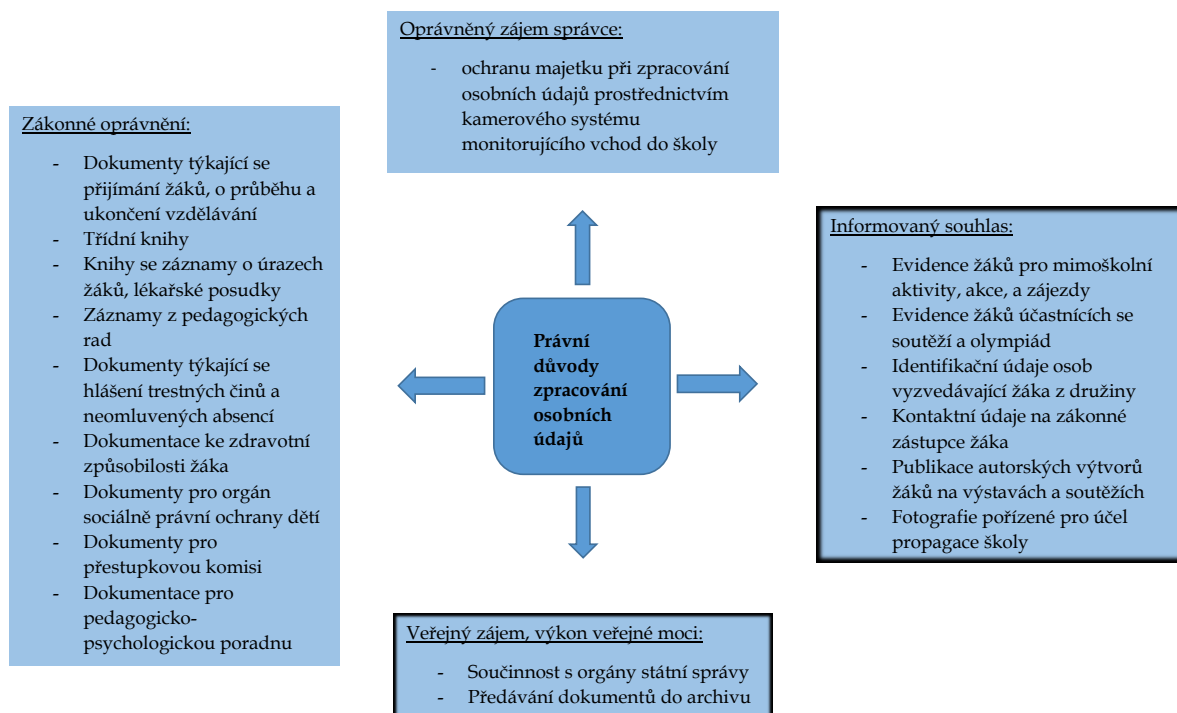 Oprávněný zájem správce:
- ochranu majetku při zpracování
osobních údajů prostřednictvím
kamerového systému
monitorujícího vchod do školy
Zákonné oprávnění:
- Dokumenty týkající se
přijímání žáků, o průběhu a
ukončení vzdělávání
- Třídní knihy
- Knihy se záznamy o úrazech
žáků, lékařské posudky
- Záznamy z pedagogických
rad
- Dokumenty týkající se
hlášení trestných činů a
neomluvených absencí
- Dokumentace ke zdravotní
způsobilosti žáka
- Dokumenty pro orgán
sociálně právní ochrany dětí
- Dokumenty pro
přestupkovou komisi
- Dokumentace pro
pedagogicko-
psychologickou poradnu
Právní
důvody
zpracování
osobních
údajů
Informovaný souhlas:
- Evidence žáků pro mimoškolní
aktivity, akce, a zájezdy
- Evidence žáků účastnících se
soutěží a olympiád
- Identifikační údaje osob
vyzvedávající žáka z družiny
- Kontaktní údaje na zákonné
zástupce žáka
- Publikace autorských výtvorů
žáků na výstavách a soutěžích
- Fotografie pořízené pro účel
propagace školy
Veřejný zájem, výkon veřejné moci:
- Součinnost s orgány státní správy
- Předávání dokumentů do archivu